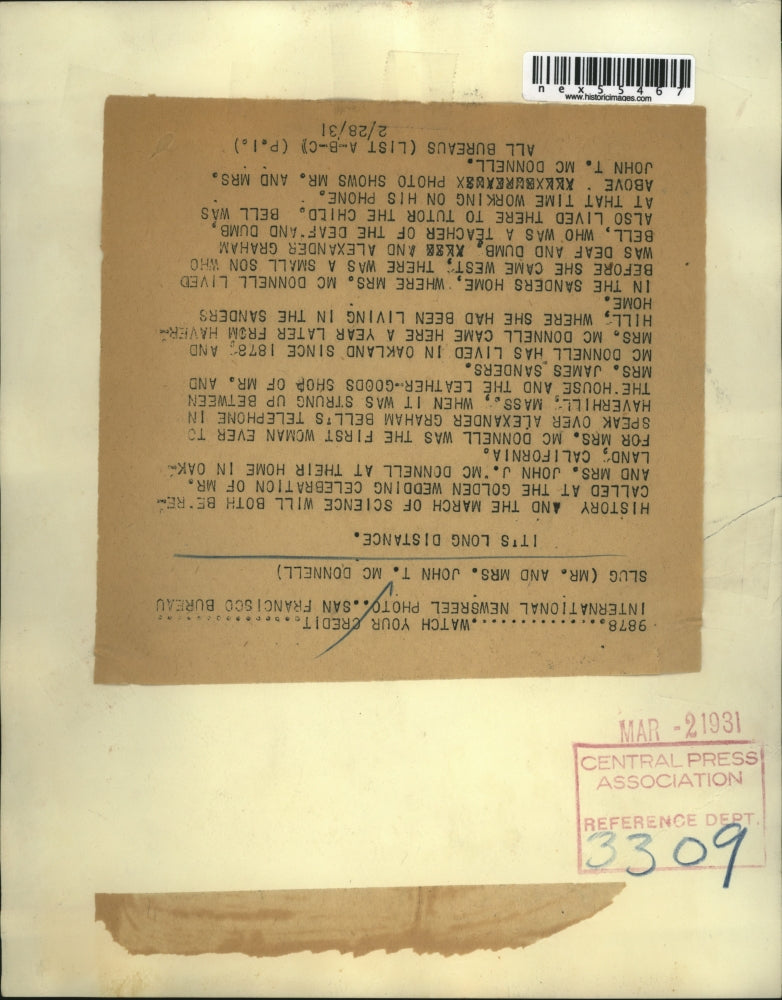 nex55467
www.historicimages.com
9878..................WATCH YOUR CREDIT.................
INTERNATIONAL NEWSREEL PHOTO..SAN FRANCISCO BUREAU
SLUG (MR. AND MRS. JOHN T. MC DONNELL)
IT'S LONG DISTANCE.
HISTORY AND THE MARCH OF SCIENCE WILL BOTH BE RE-
CALLED AT THE GOLDEN WEDDING CELEBRATION OF MR.
AND MRS. JOHN J. MC DONNELL AT THEIR HOME IN OAK-
LAND, CALIFORNIA.
FOR MRS. MC DONNELL WAS THE FIRST WOMAN EVER TO
SPEAK OVER ALEXANDER GRAHAM BELL'S TELEPHONE IN
HAVERHILL, MASS., WHEN IT WAS STRUNG UP BETWEEN
THE HOUSE AND THE LEATHER-GOODS SHOP OF MR. AND
MRS. JAMES SANDERS.
MC DONNELL HAS LIVED IN OAKLAND SINCE 1878, AND
MRS. MC DONNELL CAME HERE A YEAR LATER FROM HAVER-
HILL, WHERE SHE HAD BEEN LIVING IN THE SANDERS
HOME.
IN THE SANDERS HOME, WHERE MRS. MC DONNELL LIVED
BEFORE SHE CAME WEST, THERE WAS A SMALL SON WHO
WAS DEAF AND DUMB, AND ALEXANDER GRAHAM
BELL, WHO WAS A TEACHER OF THE DEAF AND DUMB,
ALSO LIVED THERE TO TUTOR THE CHILD. BELL WAS
AT THAT TIME WORKING ON HIS PHONE.
ABOVE PHOTO SHOWS MR. AND MRS.
JOHN T. MC DONNELL.
ALL BUREAUS (LIST A-B-C) (P.I.)
2/28/31
MAR -2 1931
CENTRAL PRESS
ASSOCIATION
REFERENCE DEPT.
3309